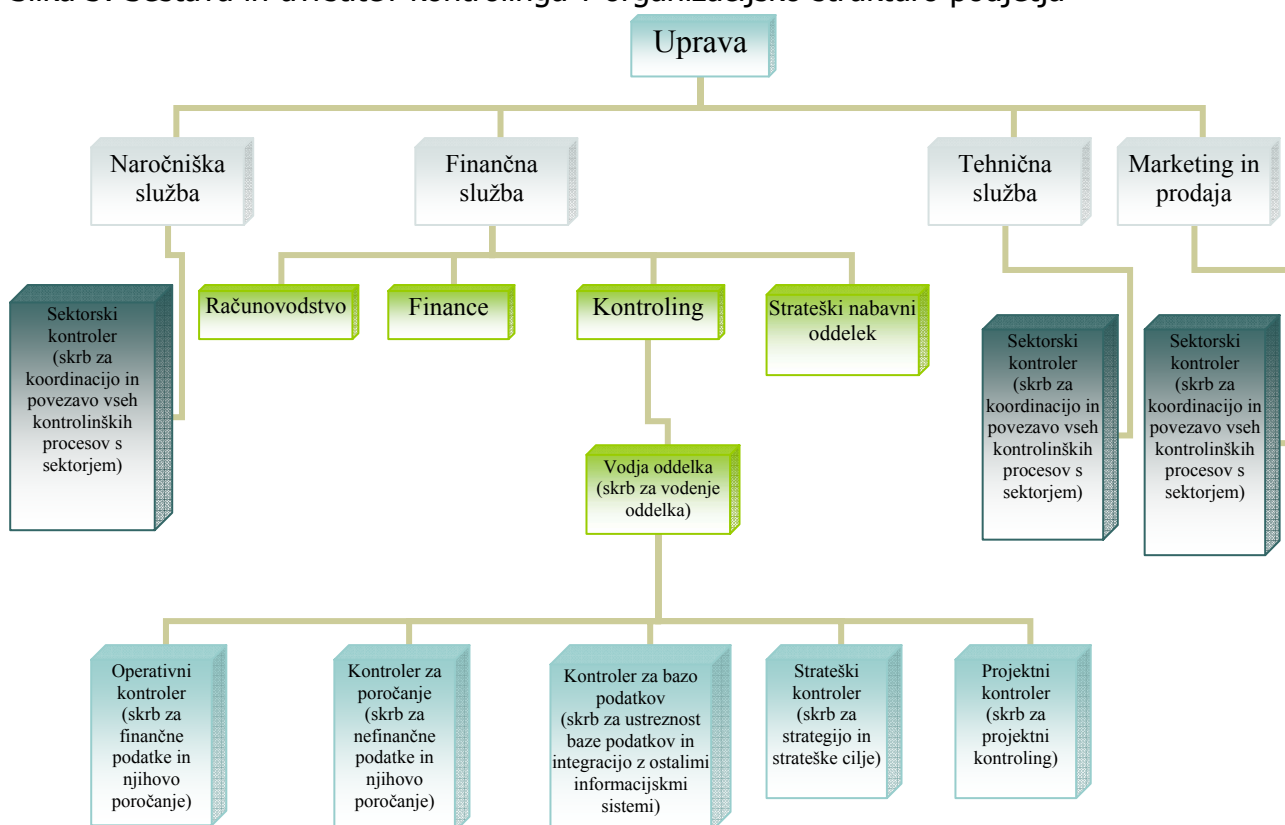 Uprava
Naročniška
služba
Finančna
služba
Tehnična
služba
Marketing in
prodaja
Računovodstvo
Finance
Kontroling
Strateški nabavni
oddelek
Sektorski
kontroler
(skrb za
koordinacijo in
povezavo vseh
kontrolinških
procesov s
sektorjem)
Sektorski
kontroler
(skrb za
koordinacijo in
povezavo vseh
kontrolinških
procesov s
sektorjem)
Sektorski
kontroler
(skrb za
koordinacijo in
povezavo vseh
kontrolinških
procesov s
sektorjem)
Vodja oddelka
(skrb za vodenje
oddelka)
Operativni
kontroler
(skrb za
finančne
podatke in
njihovo
poročanje)
Kontroler za
poročanje
(skrb za
nefinančne
podatke in
njihovo
poročanje)
Kontroler za bazo
podatkov
(skrb za ustreznost
baze podatkov in
integracijo z ostalimi
informacijskmi
sistemi)
Strateški
kontroler
(skrb za
strategijo in
strateške cilje)
Projektni
kontroler
(skrb za
projektni
kontroling)